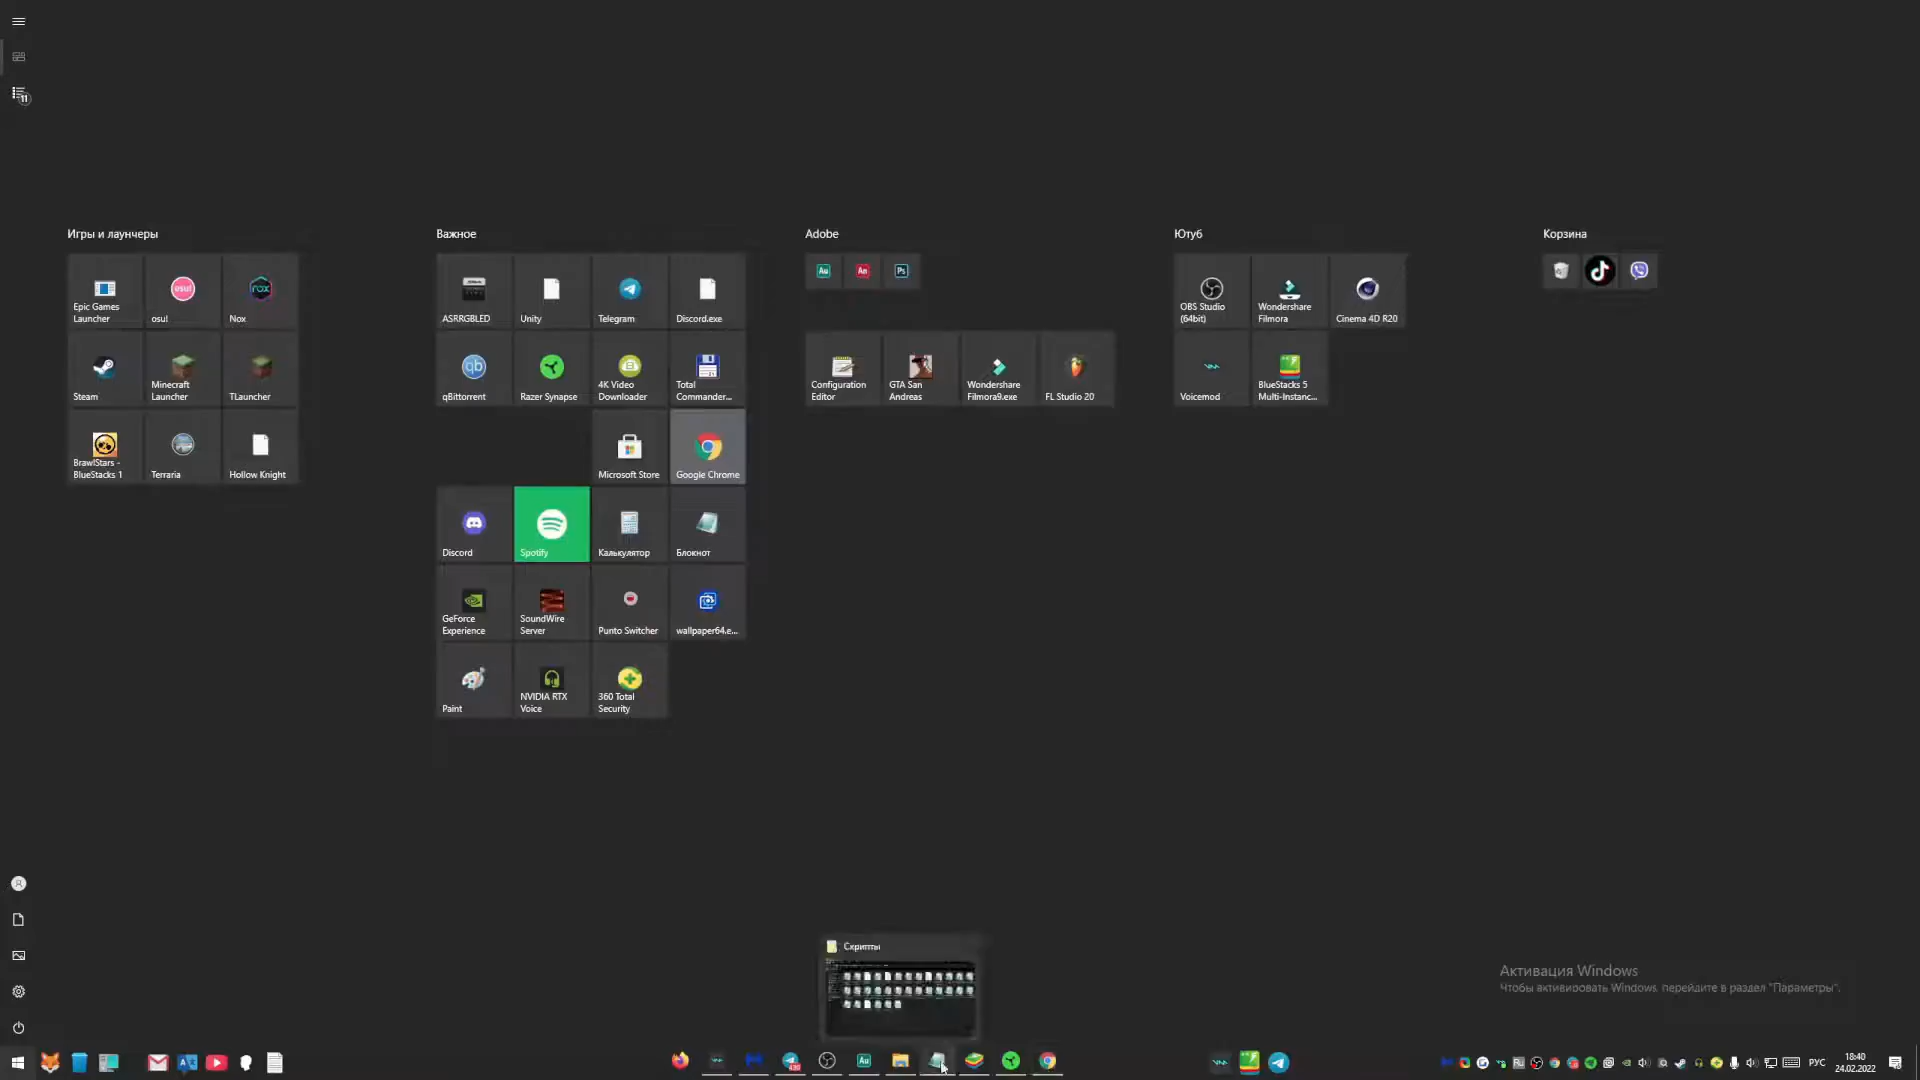 11
Игры и лаунчеры
Epic Games
Launcher
osu!
Nox
Steam
Minecraft
Launcher
TLauncher
BrawlStars -
BlueStacks 1
Terraria
Hollow Knight
Важное
ASRRGBLED
Unity
Telegram
Discord.exe
qBittorrent
Razer Synapse
4K Video
Downloader
Total
Commander...
Microsoft Store
Google Chrome
Discord
Spotify
Калькулятор
Блокнот
GeForce
Experience
SoundWire
Server
Punto Switcher
wallpaper64.e...
Paint
NVIDIA RTX
Voice
360 Total
Security
Adobe
Au
An
Ps
Configuration
Editor
GTA San
Andreas
Wondershare
Filmora9.exe
FL Studio 20
Ютуб
OBS Studio
(64bit)
Wondershare
Filmora
Cinema 4D R20
Voicemod
BlueStacks 5
Multi-Instanc...
Корзина
Скрипты
Активация Windows
Чтобы активировать Windows, перейдите в раздел "Параметры".
РУС
18:40
24.02.2022